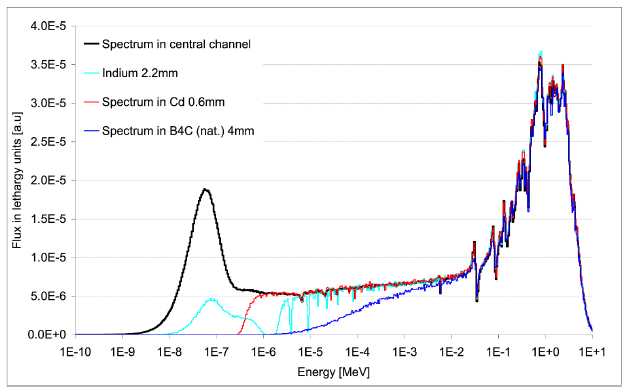 4.0E-5
3.5E-5
3.0E-5
2.5E-5
2.0E-5
1.5E-5
1.0E-5
5.0E-6
0.0E+0
Flux in lethargy units [a.u]
Spectrum in central channel
Indium 2.2mm
Spectrum in Cd 0.6mm
Spectrum in B4C (nat.) 4mm
1E-10 1E-9 1E-8 1E-7 1E-6 1E-5 1E-4 1E-3 1E-2 1E-1 1E+0 1E+1
Energy [MeV]